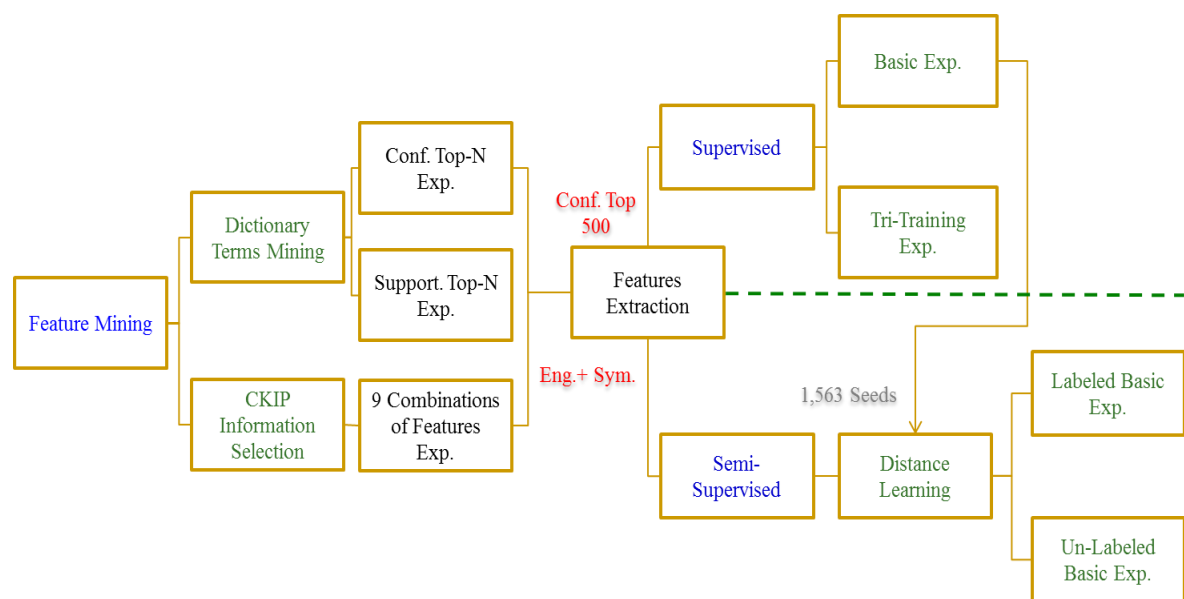 Feature Mining
Dictionary
Terms Mining
CKIP
Information
Selection
Conf. Top-N
Exp.
Support. Top-N
Exp.
9 Combinations
of Features Exp.
Conf. Top
500
Eng.+ Sym.
Features
Extraction
Supervised
Semi-
Supervised
Basic Exp.
Tri-Training
Exp.
1,563 Seeds
Distance
Learning
Labeled Basic
Exp.
Un-Labeled
Basic Exp.